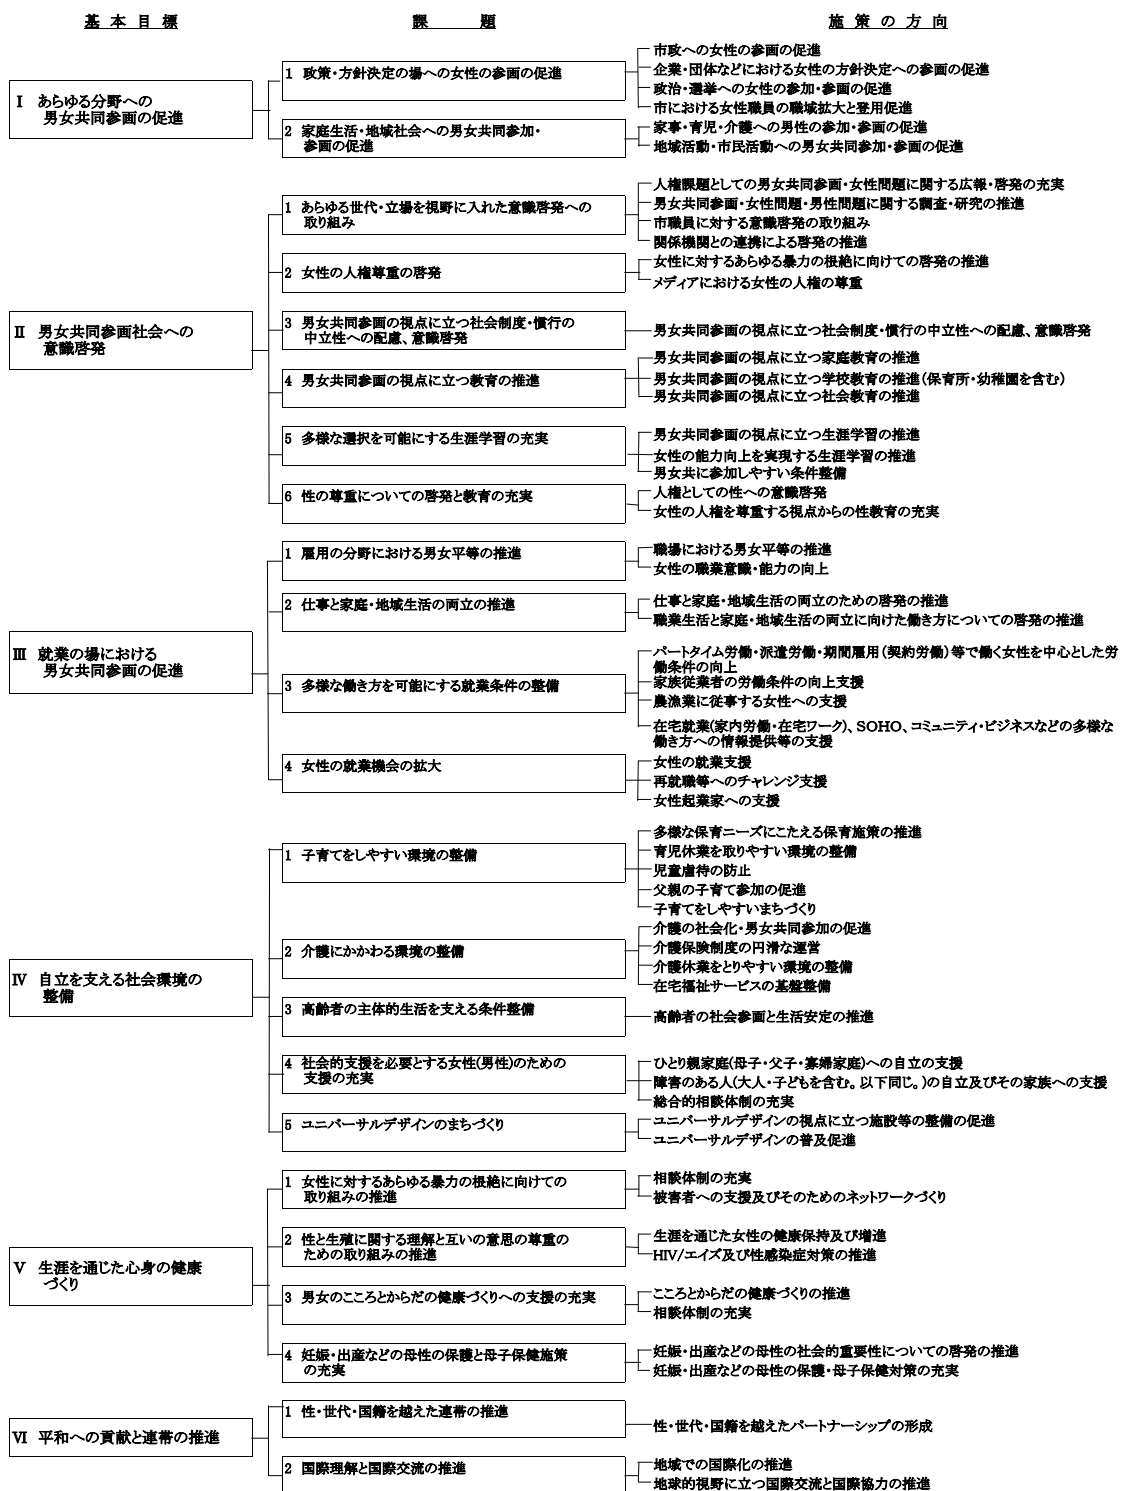 基本目標
課題
施策の方向
Ⅰ あらゆる分野への
男女共同参画の促進
1 政策・方針決定の場への女性の参画の促進
市政への女性の参画の促進
企業・団体などにおける女性の方針決定への参画の促進
政治・選挙への女性の参加・参画の促進
市における女性職員の職域拡大と登用促進
2 家庭生活・地域社会への男女共同参加・
参画の促進
家事・育児・介護への男性の参加・参画の促進
地域活動・市民活動への男女共同参加・参画の促進
Ⅱ 男女共同参画社会への
意識啓発
1 あらゆる世代・立場を視野に入れた意識啓発への
取り組み
人権課題としての男女共同参画・女性問題に関する広報・啓発の充実
男女共同参画・女性問題・男性問題に関する調査・研究の推進
市職員に対する意識啓発の取り組み
関係機関との連携による啓発の推進
2 女性の人権尊重の啓発
女性に対するあらゆる暴力の根絶に向けての啓発の推進
メディアにおける女性の人権の尊重
3 男女共同参画の視点に立つ社会制度・慣行の
中立性への配慮、意識啓発
男女共同参画の視点に立つ社会制度・慣行の中立性への配慮、意識啓発
4 男女共同参画の視点に立つ教育の推進
男女共同参画の視点に立つ家庭教育の推進
男女共同参画の視点に立つ学校教育の推進(保育所・幼稚園を含む)
男女共同参画の視点に立つ社会教育の推進
5 多様な選択を可能にする生涯学習の充実
男女共同参画の視点に立つ生涯学習の推進
女性の能力向上を実現する生涯学習の推進
男女共に参加しやすい条件整備
6 性の尊重についての啓発と教育の充実
人権としての性への意識啓発
女性の人権を尊重する視点からの性教育の充実
Ⅲ 就業の場における
男女共同参画の促進
1 雇用の分野における男女平等の推進
職場における男女平等の推進
女性の職業意識・能力の向上
2 仕事と家庭・地域生活の両立の推進
仕事と家庭・地域生活の両立のための啓発の推進
職業生活と家庭・地域生活の両立に向けた働き方についての啓発の推進
3 多様な働き方を可能にする就業条件の整備
パートタイム労働・派遣労働・期間雇用(契約労働)等で働く女性を中心とした労
働条件の向上
家族従業者の労働条件の向上支援
農漁業に従事する女性への支援
在宅就業(家内労働・在宅ワーク)、SOHO、コミュニティ・ビジネスなどの多様な
働き方への情報提供等の支援
4 女性の就業機会の拡大
女性の就業支援
再就職等へのチャレンジ支援
女性起業家への支援
Ⅳ 自立を支える社会環境の
整備
1 子育てをしやすい環境の整備
多様な保育ニーズにこたえる保育施策の推進
育児休業を取りやすい環境の整備
児童虐待の防止
父親の子育て参加の促進
子育てをしやすいまちづくり
2 介護にかかわる環境の整備
介護の社会化・男女共同参加の促進
介護保険制度の円滑な運営
介護休業をとりやすい環境の整備
在宅福祉サービスの基盤整備
3 高齢者の主体的生活を支える条件整備
高齢者の社会参画と生活安定の推進
4 社会的支援を必要とする女性(男性)のための
支援の充実
ひとり親家庭(母子・父子・寡婦家庭)への自立の支援
障害のある人(大人・子どもを含む。以下同じ。)の自立及びその家族への支援
総合的相談体制の充実
5 ユニバーサルデザインのまちづくり
ユニバーサルデザインの視点に立つ施設等の整備の促進
ユニバーサルデザインの普及促進
Ⅴ 生涯を通じた心身の健康
づくり
1 女性に対するあらゆる暴力の根絶に向けての
取り組みの推進
相談体制の充実
被害者への支援及びそのためのネットワークづくり
2 性と生殖に関する理解と互いの意思の尊重の
ための取り組みの推進
生涯を通じた女性の健康保持及び増進
HIV/エイズ及び性感染症対策の推進
3 男女のこころとからだの健康づくりへの支援の充実
こころとからだの健康づくりの推進
相談体制の充実
4 妊娠・出産などの母性の保護と母子保健施策
の充実
妊娠・出産などの母性の社会的重要性についての啓発の推進
妊娠・出産などの母性の保護・母子保健対策の充実
Ⅵ 平和への貢献と連帯の推進
1 性・世代・国籍を越えた連帯の推進
性・世代・国籍を越えたパートナーシップの形成
2 国際理解と国際交流の推進
地域での国際化の推進
地球的視野に立つ国際交流と国際協力の推進